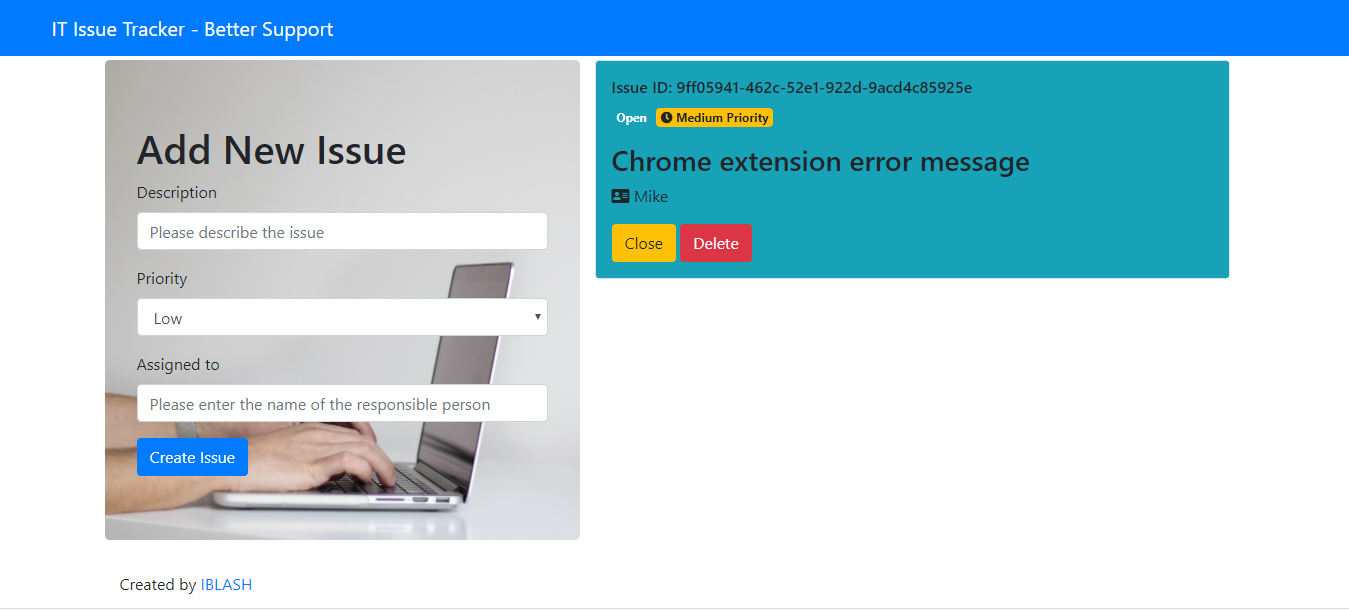 IT Issue Tracker - Better Support
Add New Issue
Description
Please describe the issue
Priority
Low
Assigned to
Please enter the name of the responsible person
Create Issue
Issue ID: 9ff05941-462c-52e1-922d-9acd4c85925e
Open Medium Priority
Chrome extension error message
Mike
Close Delete
Created by IBLASH